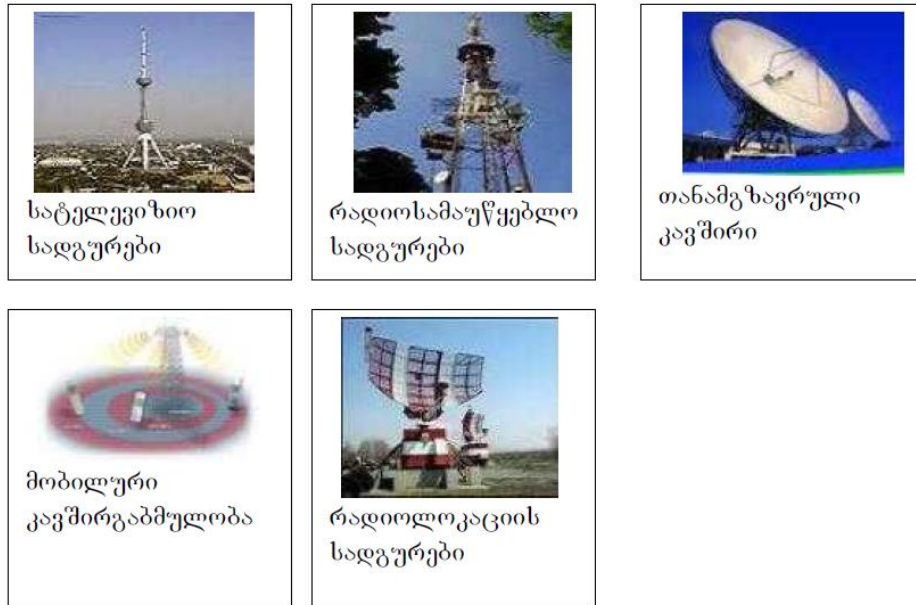 სატელევიზიო
სადგურები
რადიოსამაუწყებლო
სადგურები
თანამგზავრული
კავშირი
მობილური
კავშირგაბმულობა
რადიოლოკაციის
სადგურები